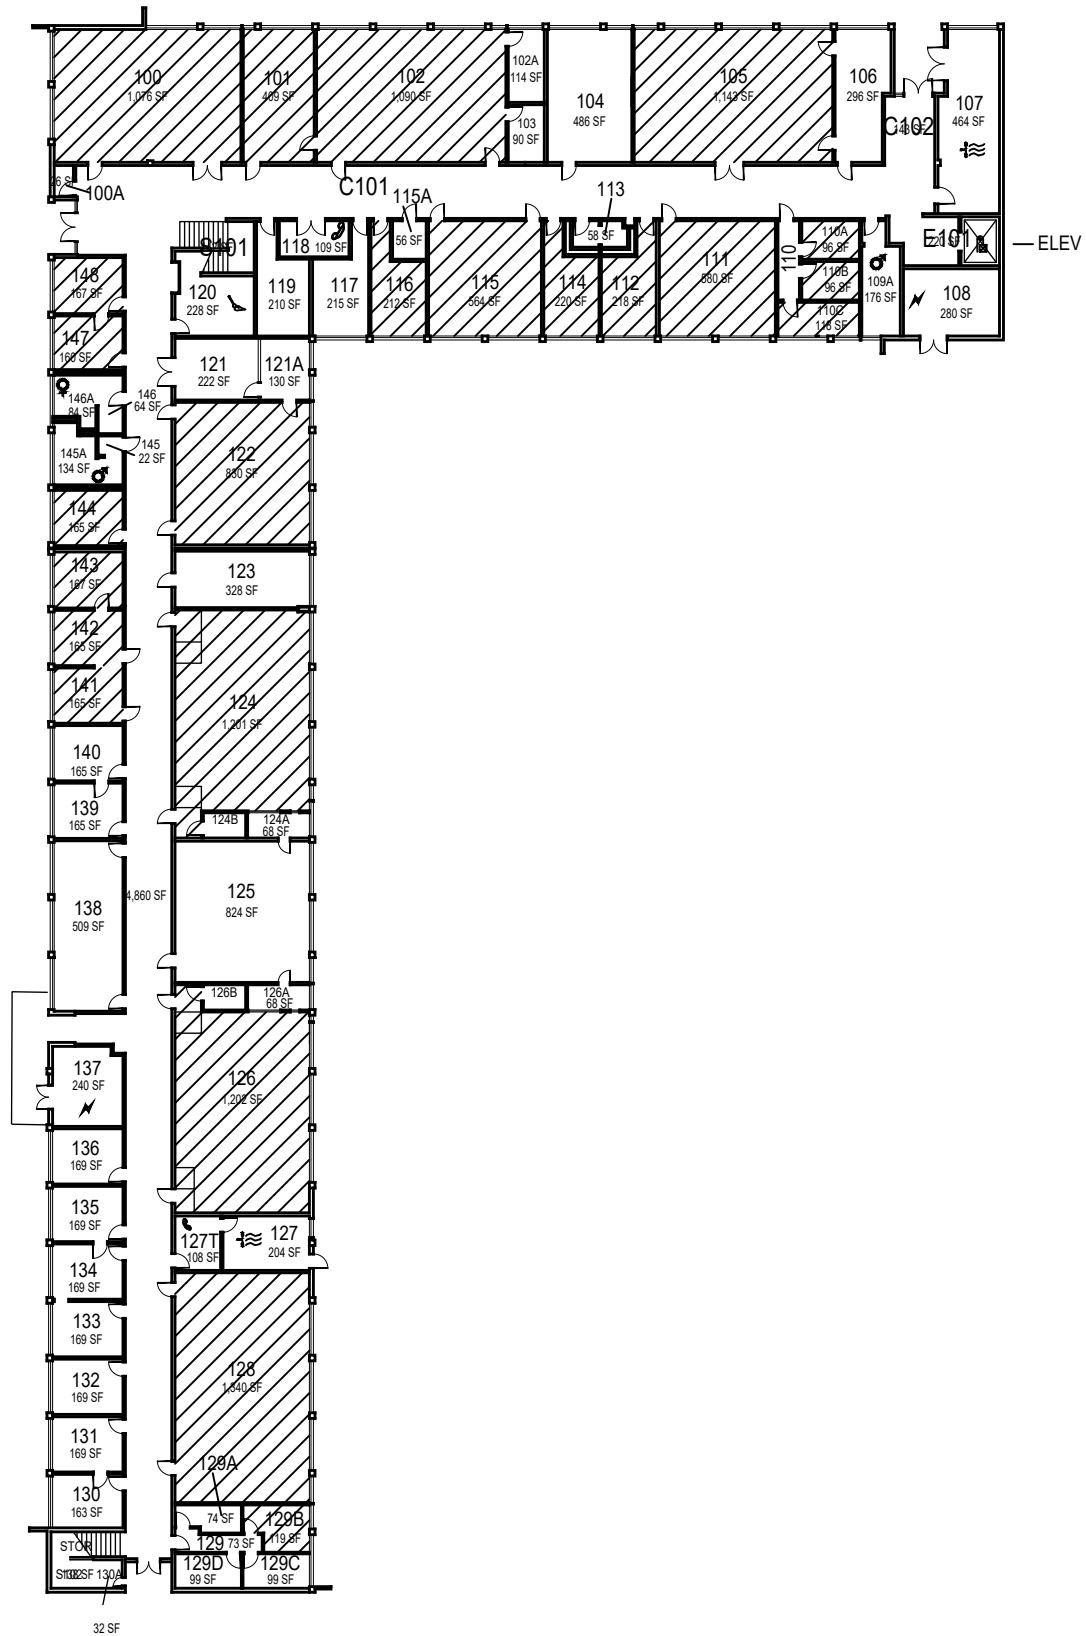 100
1,076 SF
101
409 SF
102
1,090 SF
102A
114 SF
103
90 SF
104
486 SF
105
1,143 SF
106
296 SF
C102
107
464 SF
26 SF
100A
C101
115A
113
S101
118
109 SF
56 SF
58 SF
110
110A
96 SF
110B
96 SF
110C
E101
220 SF
ELEV
148
167 SF
120
228 SF
119
210 SF
117
215 SF
116
212 SF
115
564 SF
114
220 SF
112
218 SF
111
109A
176 SF
108
280 SF
147
121
222 SF
121A
130 SF
146A
84 SF
146
64 SF
145A
134 SF
145
22 SF
122
144
165 SF
143
167 SF
123
328 SF
142
165 SF
141
165 SF
124
1,201 SF
140
165 SF
139
165 SF
124B
124A
68 SF
138
509 SF
4,860 SF
125
824 SF
126B
126A
68 SF
137
240 SF
126
1,202 SF
136
169 SF
135
169 SF
127T
108 SF
127
204 SF
134
169 SF
133
169 SF
132
169 SF
128
1,340 SF
131
169 SF
129A
130
163 SF
74 SF
129B
119 SF
129
73 SF
STOR
130A
129D
99 SF
129C
99 SF
32 SF